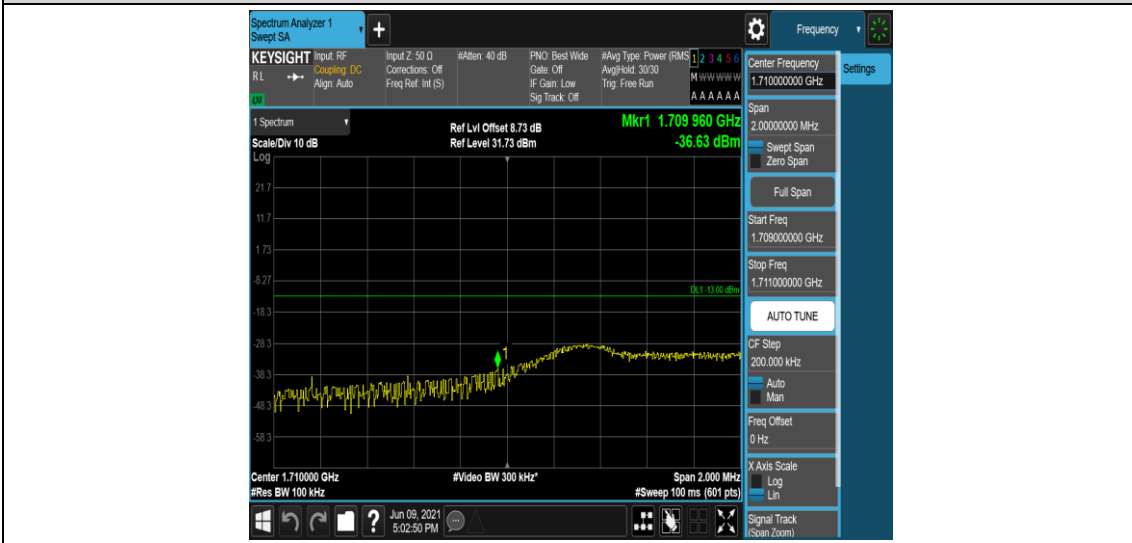 Spectrum Analyzer 1
Swept SA
+
Frequency
KEYSIGHT
RL
LXI
Input: RF
Coupling: DC
Align: Auto
Input Z: 50 Ω
Corrections: Off
Freq Ref: Int (S)
#Atten: 40 dB
PNO: Best Wide
Gate: Off
IF Gain: Low
Sig Track: Off
#Avg Type: Power (RMS
Avg|Hold: 30/30
Trig: Free Run
1 2 3 4 5 6
M W W W W W
A A A A A A
1 Spectrum
Scale/Div 10 dB
Log
Ref Lvl Offset 8.73 dB
Ref Level 31.73 dBm
Mkr1 1.709 960 GHz
-36.63 dBm
21.7
11.7
1.73
-8.27
-18.3
-28.3
-38.3
-48.3
-58.3
DL1 -13.00 dBm
1
Center 1.710000 GHz
#Res BW 100 kHz
#Video BW 300 kHz*
Span 2.000 MHz
#Sweep 100 ms (601 pts)
Center Frequency
1.710000000 GHz
Settings
Span
2.00000000 MHz
Swept Span
Zero Span
Full Span
Start Freq
1.709000000 GHz
Stop Freq
1.711000000 GHz
AUTO TUNE
CF Step
200.000 kHz
Auto
Man
Freq Offset
0 Hz
X Axis Scale
Log
Lin
Signal Track
(Span Zoom)
?
Jun 09, 2021
5:02:50 PM